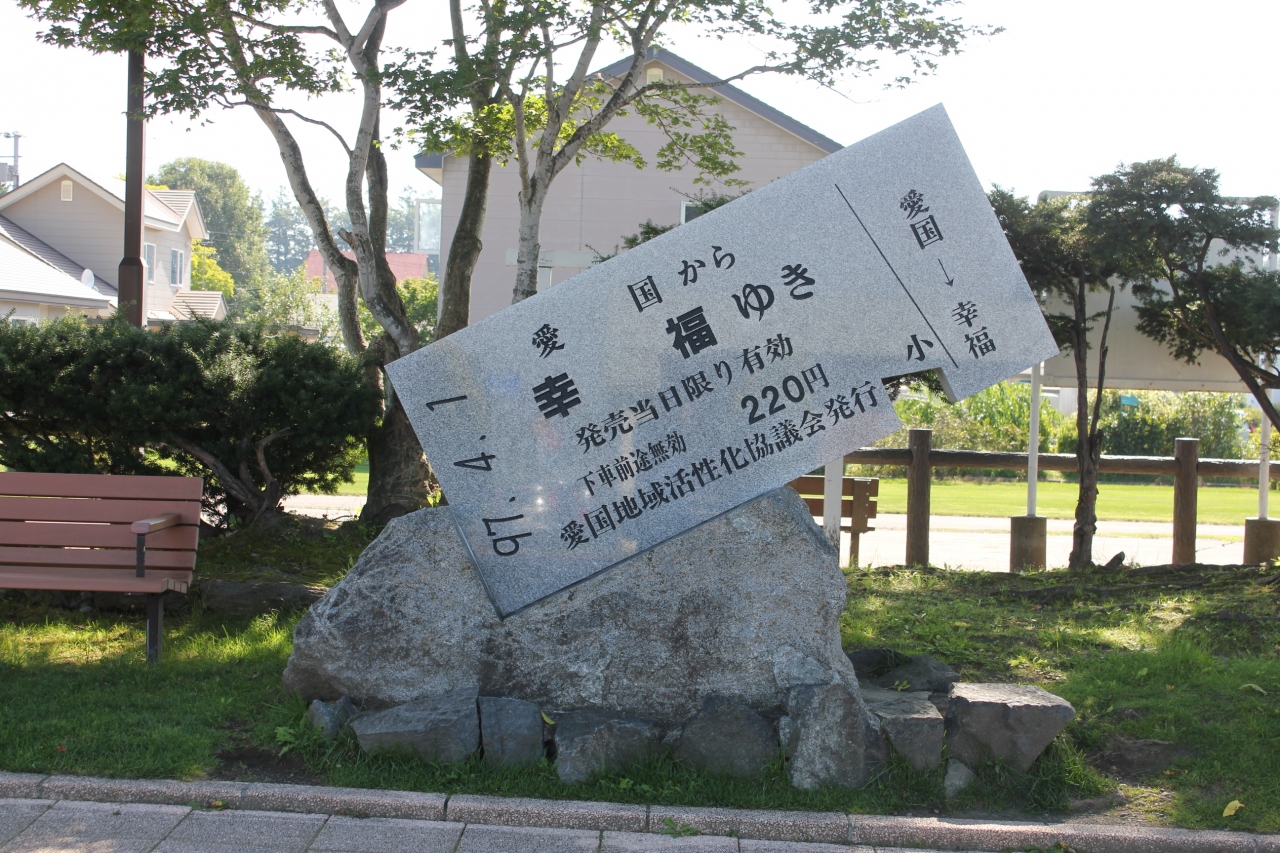 愛国から
幸福ゆき
発売当日限り有効
下車前途無効 220円
愛国地域活性化協議会発行
97.-4.-1
愛国→幸福
小